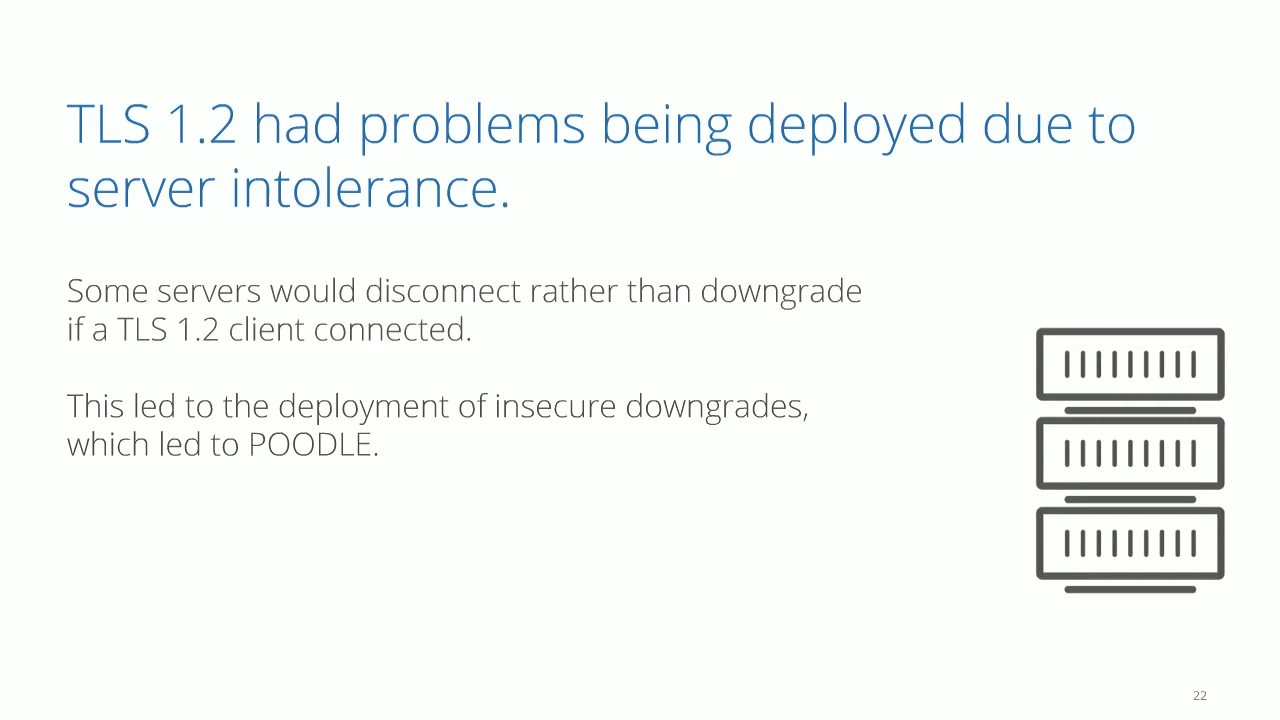 TLS 1.2 had problems being deployed due to
server intolerance.
Some servers would disconnect rather than downgrade
if a TLS 1.2 client connected.
This led to the deployment of insecure downgrades,
which led to POODLE.
22